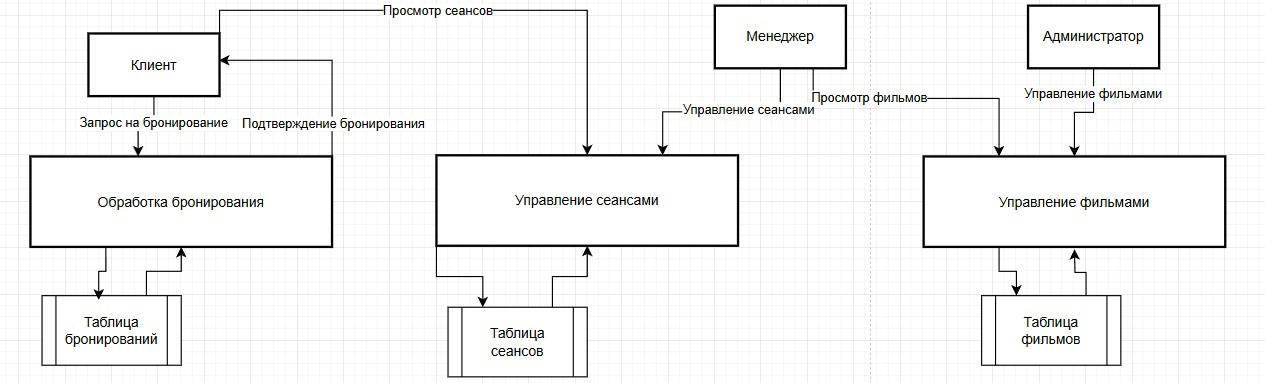 Просмотр сеансов
Клиент
Менеджер
Администратор
Запрос на бронирование
Подтверждение бронирования
Управление сеансами
Просмотр фильмов
Управление фильмами
Обработка бронирования
Управление сеансами
Управление фильмами
Таблица
бронирований
Таблица
сеансов
Таблица
фильмов